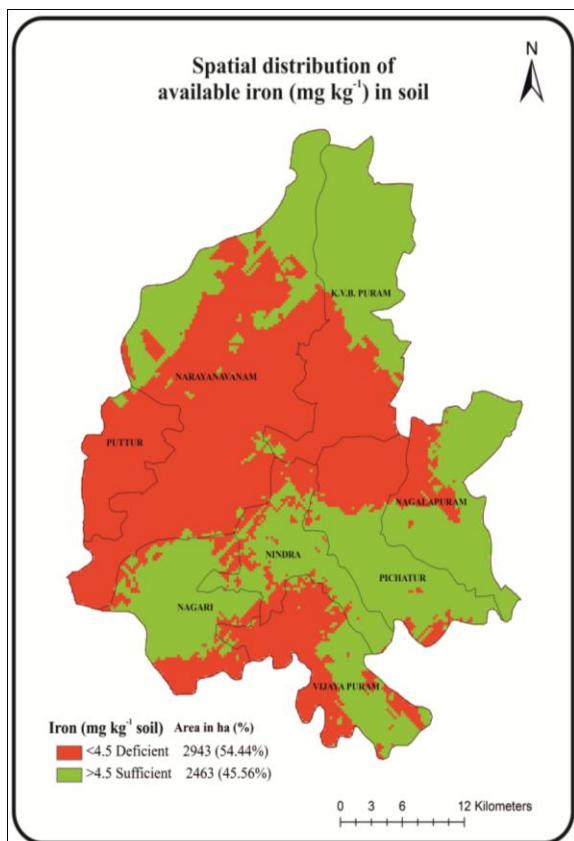 N
Spatial distribution of
available iron (mg kg⁻¹) in soil
K.V.B. PURAM
NARAYANAVANAM
PUTTUR
NAGALAPURAM
NINDRA
PICHATUR
NAGARI
VIJAYA PURAM
Iron (mg kg⁻¹ soil) Area in ha (%)
<4.5 Deficient 2943 (54.44%)
>4.5 Sufficient 2463 (45.56%)
0 3 6 12 Kilometers